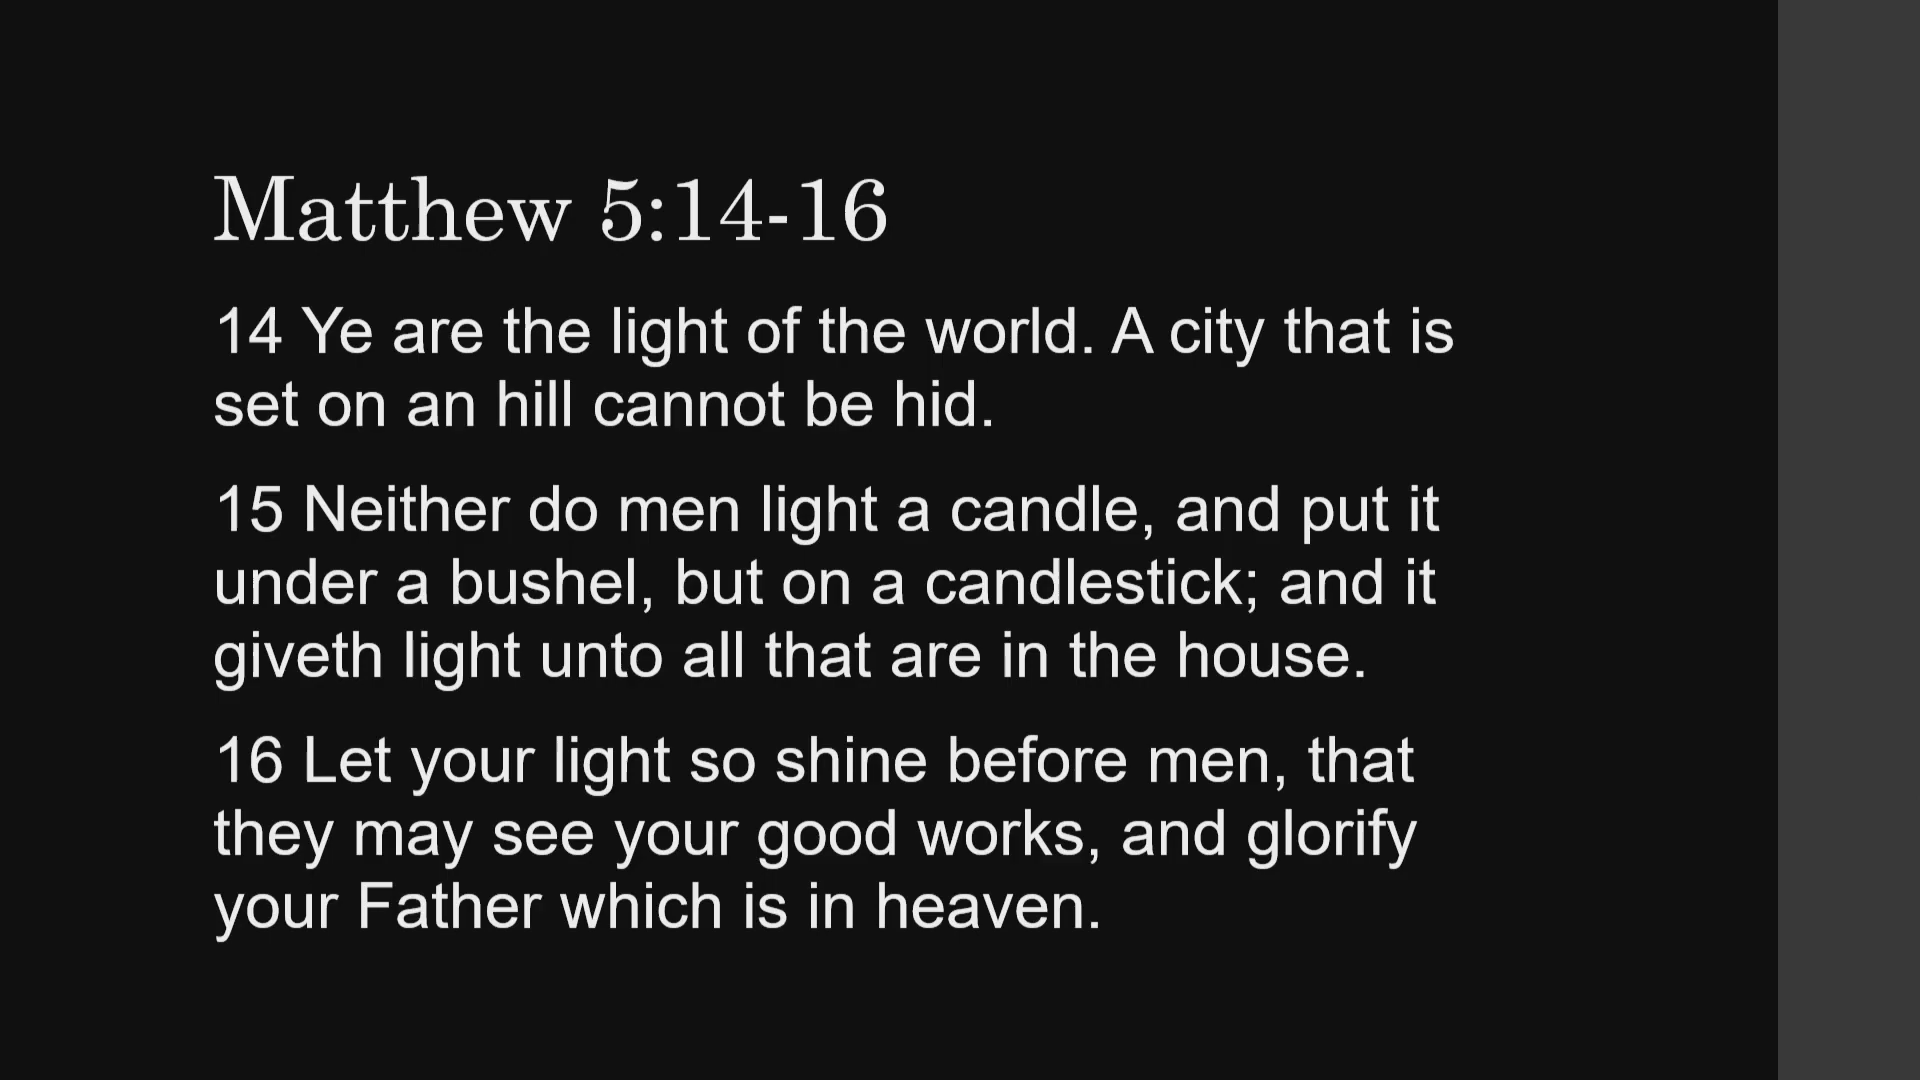 Matthew 5:14-16
14 Ye are the light of the world. A city that is
set on an hill cannot be hid.
15 Neither do men light a candle, and put it
under a bushel, but on a candlestick; and it
giveth light unto all that are in the house.
16 Let your light so shine before men, that
they may see your good works, and glorify
your Father which is in heaven.